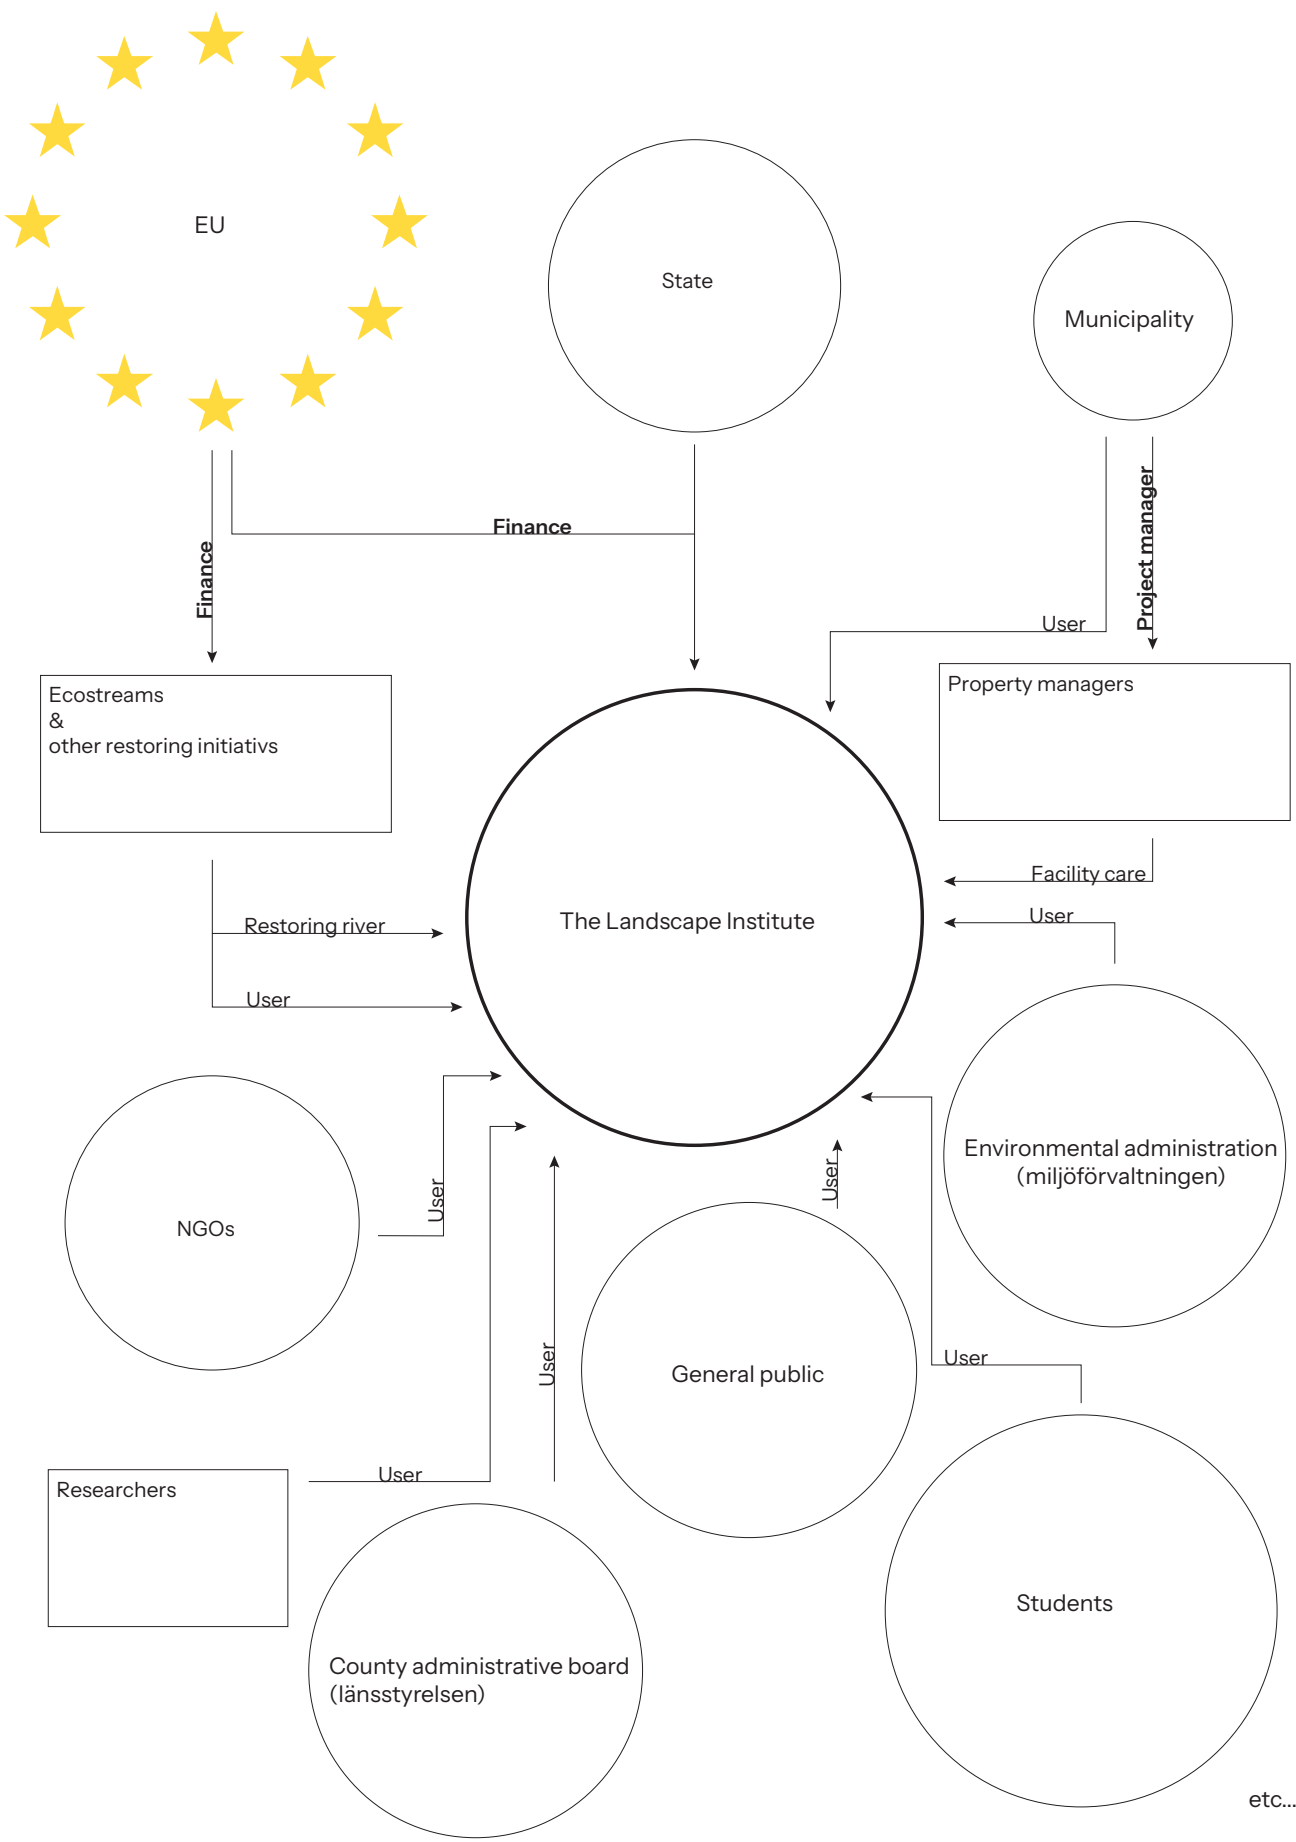 EU
State
Municipality
Finance
Finance
Project manager
User
Ecostreams
&
other restoring initiativs
Property managers
The Landscape Institute
Facility care
User
Restoring river
User
Environmental administration
(miljöförvaltningen)
User
User
NGOs
User
General public
User
User
Researchers
Students
County administrative board
(länsstyrelsen)
etc...